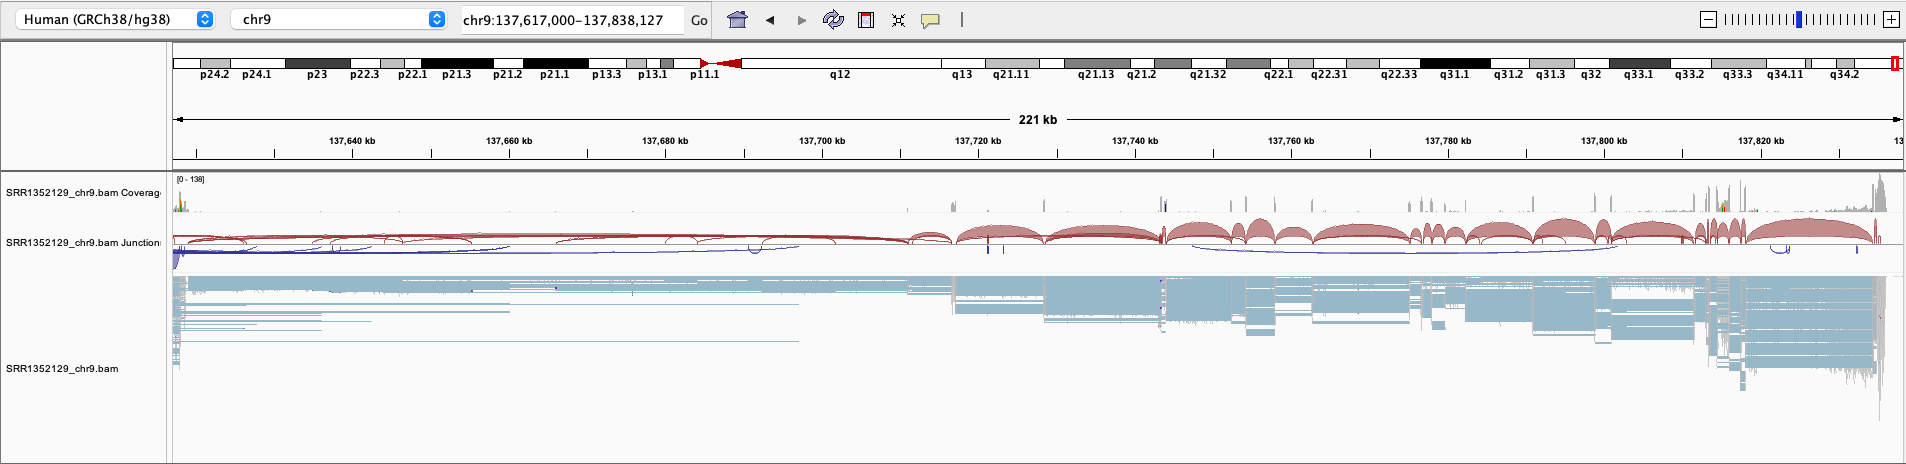 Human (GRCh38/hg38) chr9 chr9:137,617,000-137,838,127 Go
p24.2 p24.1 p23 p22.3 p22.1 p21.3 p21.2 p21.1 p13.3 p13.1 p11.1 q12 q13 q21.11 q21.13 q21.2 q21.32 q22.1 q22.31 q22.33 q31.1 q31.2 q31.3 q32 q33.1 q33.2 q33.3 q34.11 q34.2
221 kb
137,640 kb 137,660 kb 137,680 kb 137,700 kb 137,720 kb 137,740 kb 137,760 kb 137,780 kb 137,800 kb 137,820 kb 13
[0 - 138]
SRR1352129_chr9.bam Coverag
SRR1352129_chr9.bam Junction
SRR1352129_chr9.bam